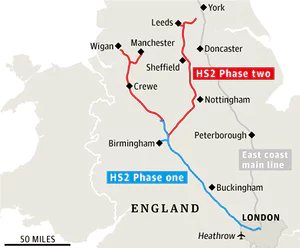 York
Leeds
Wigan
Manchester
Doncaster
Sheffield
HS2 Phase two
Crewe
Nottingham
Birmingham
Peterborough
East coast
main line
HS2 Phase one
Buckingham
ENGLAND
LONDON
Heathrow
50 MILES